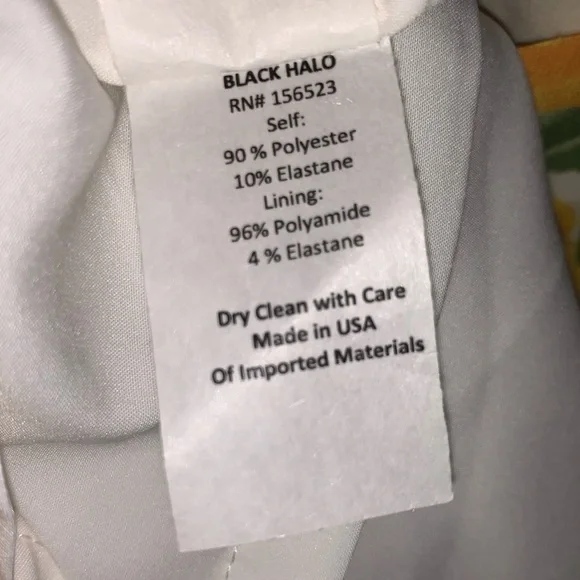 BLACK HALO
RN# 156523
Self:
90 % Polyester
10% Elastane
Lining:
96% Polyamide
4 % Elastane
Dry Clean with Care
Made in USA
Of Imported Materials